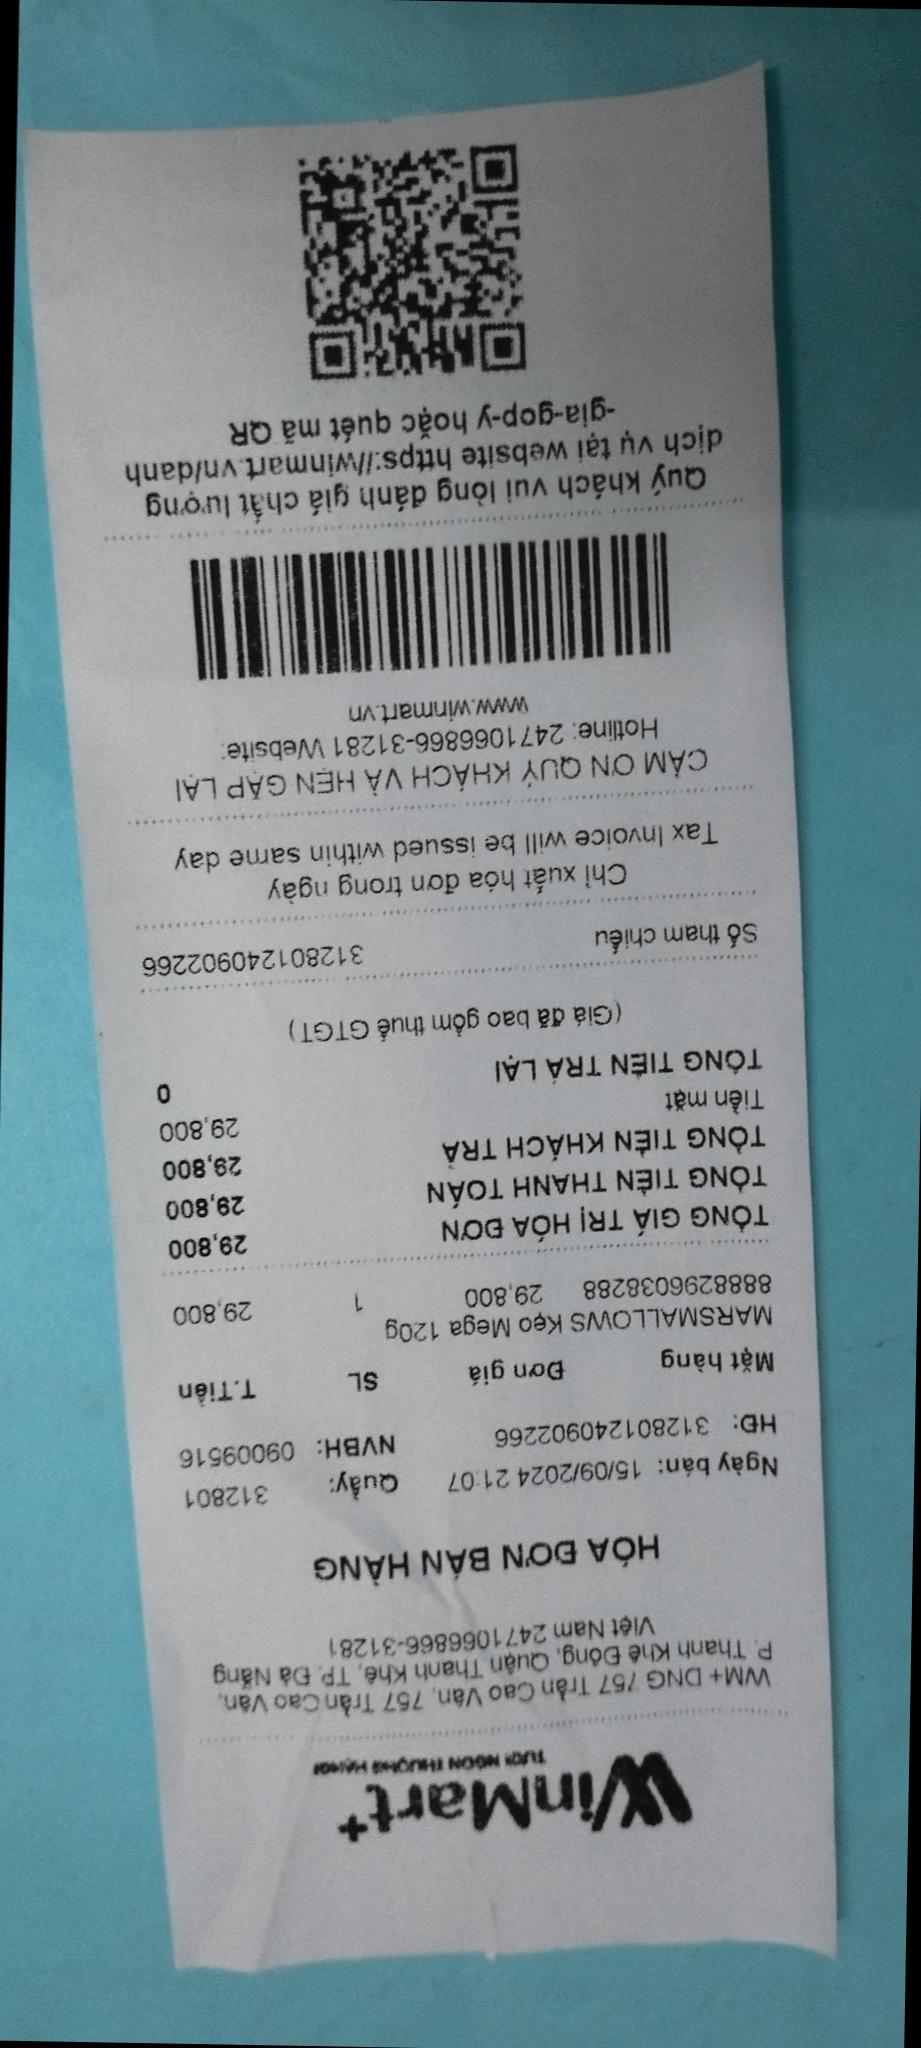 WinMart+
TƯƠI NGON THƯỢNG HẠNG!
WM+ DNG 757 Trần Cao Vân, 757 Trần Cao Vân,
P. Thanh Khê Đông, Quận Thanh Khê, TP. Đà Nẵng
Việt Nam 2471066866-31281
HÓA ĐƠN BÁN HÀNG
Ngày bán: 15/09/2024 21:07 Quầy: 312801
HĐ: 312801240902266 NVBH: 09009516
Mặt hàng Đơn giá SL T.Tiền
MARSMALLOWS Kẹo Mega 120g
8888296038288 29,800 1 29,800
TỔNG GIÁ TRỊ HÓA ĐƠN 29,800
TỔNG TIỀN THANH TOÁN 29,800
TỔNG TIỀN KHÁCH TRẢ 29,800
Tiền mặt 29,800
TỔNG TIỀN TRẢ LẠI 0
(Giá đã bao gồm thuế GTGT)
Số tham chiếu 312801240902266
Chỉ xuất hóa đơn trong ngày
Tax Invoice will be issued within same day
CẢM ƠN QUÝ KHÁCH VÀ HẸN GẶP LẠI
Hotline: 2471066866-31281 Website:
www.winmart.vn
Quý khách vui lòng đánh giá chất lượng
dịch vụ tại website https://winmart.vn/danh
-gia-gop-y hoặc quét mã QR